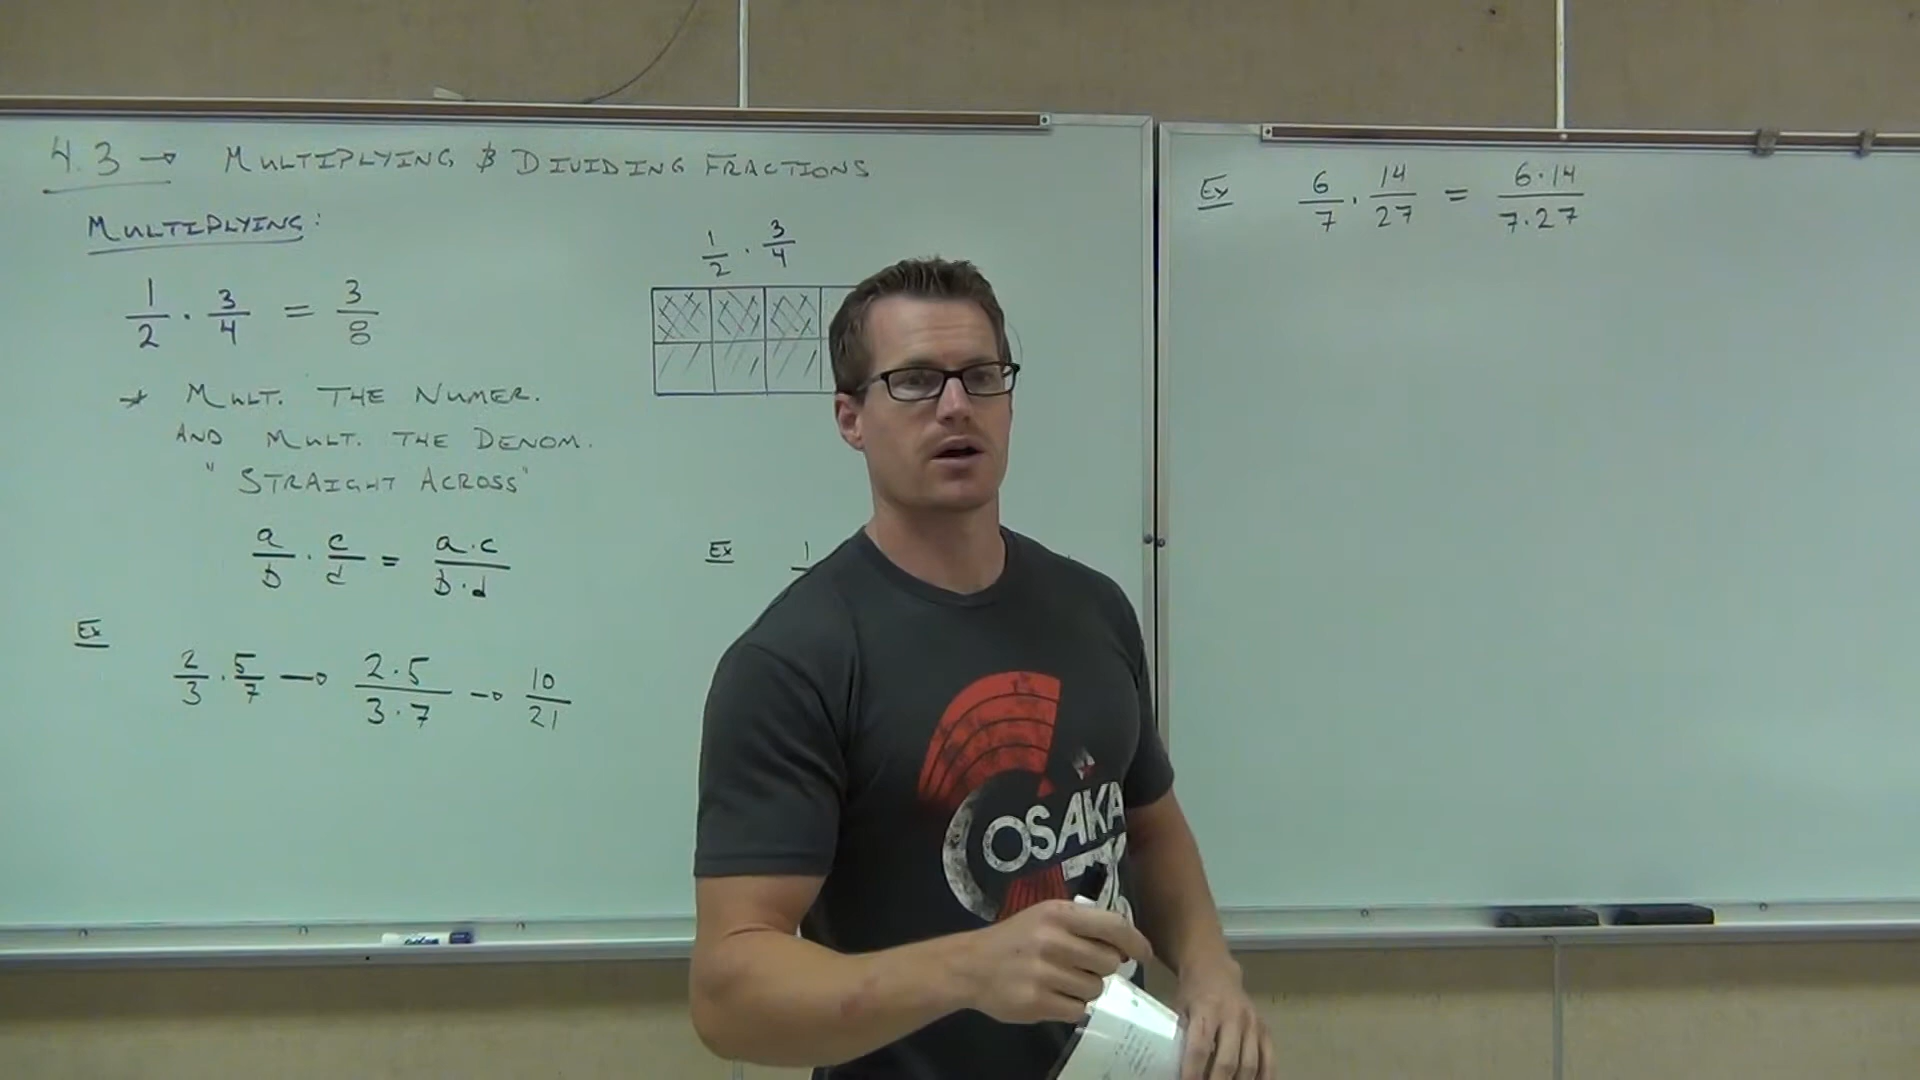 4.3 → MULTIPLYING & DIVIDING FRACTIONS
MULTIPLYING:
1/2 · 3/4 = 3/8
* MULT. THE NUMER.
AND MULT. THE DENOM.
"STRAIGHT ACROSS"
a/b · c/d = a·c/b·d
Ex
2/3 · 5/7 → 2·5/3·7 → 10/21
1/2 · 3/4
Ex 1
Ex 6/7 · 14/27 = 6·14/7·27
OSAKA